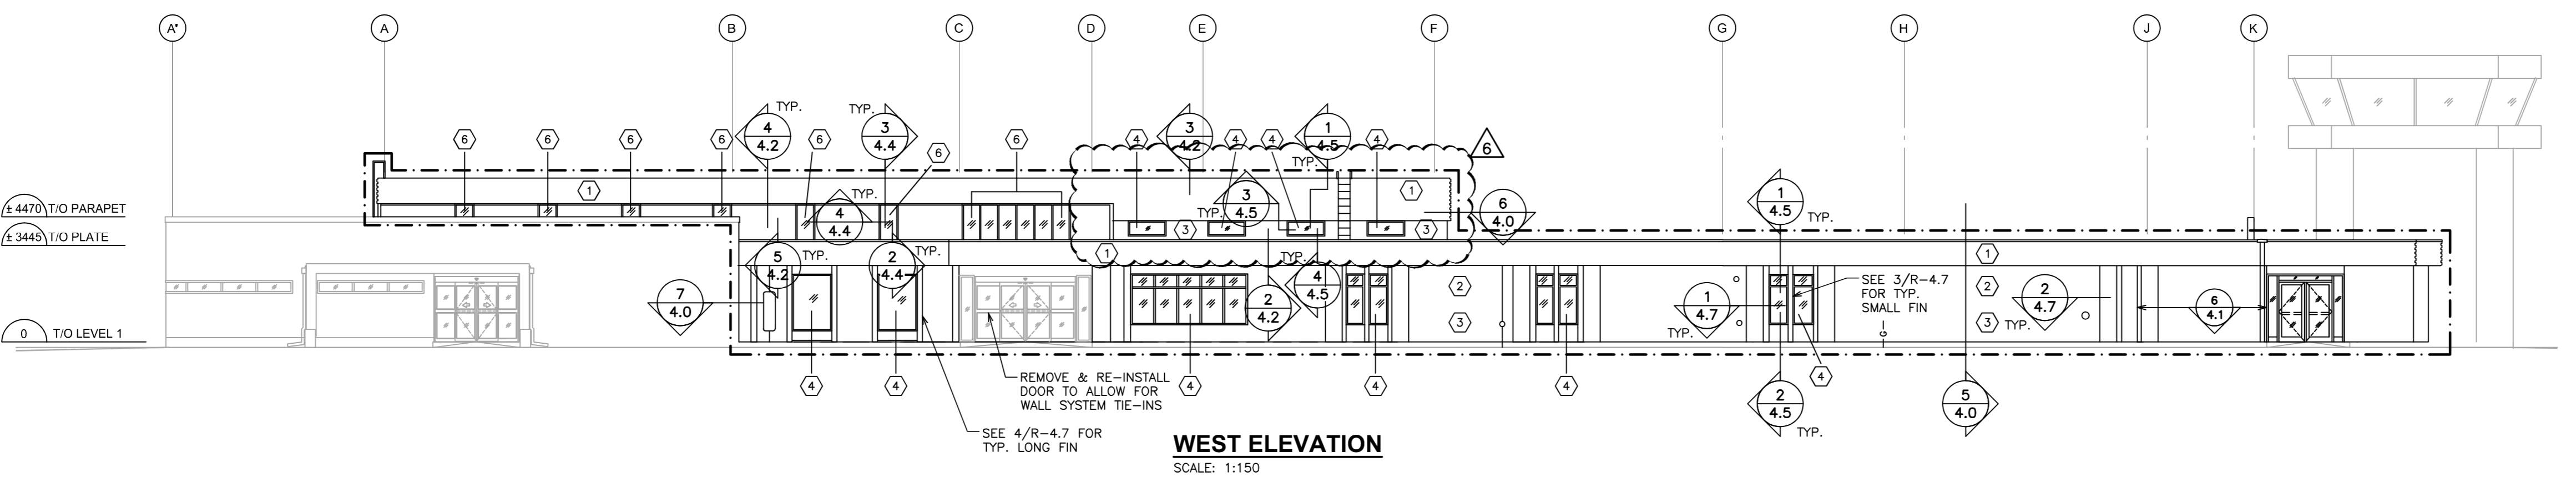 A' A B C D E F G H J K
4 4.2 TYP.
TYP. 3 4.4
3 4.2
1 4.5 TYP.
6 6 6 6 6 6 6 4 4 4 4
6
± 4470 T/O PARAPET
1
4 4.4 TYP.
TYP. 3 4.5
1
1 4.5 TYP.
± 3445 T/O PLATE
3 3
6 4.0
5 4.2 TYP.
2 4.4 TYP.
1
TYP. 4 4.5
1
SEE 3/R-4.7
FOR TYP.
SMALL FIN
7 4.0
2 4.2
2
1 4.7 TYP.
2
2 4.7 TYP.
6 4.1
0 T/O LEVEL 1
3
G
3
4 4 4 4 4 4
REMOVE & RE-INSTALL
DOOR TO ALLOW FOR
WALL SYSTEM TIE-INS
2 4.5 TYP.
5 4.0
SEE 4/R-4.7 FOR
TYP. LONG FIN
WEST ELEVATION
SCALE: 1:150